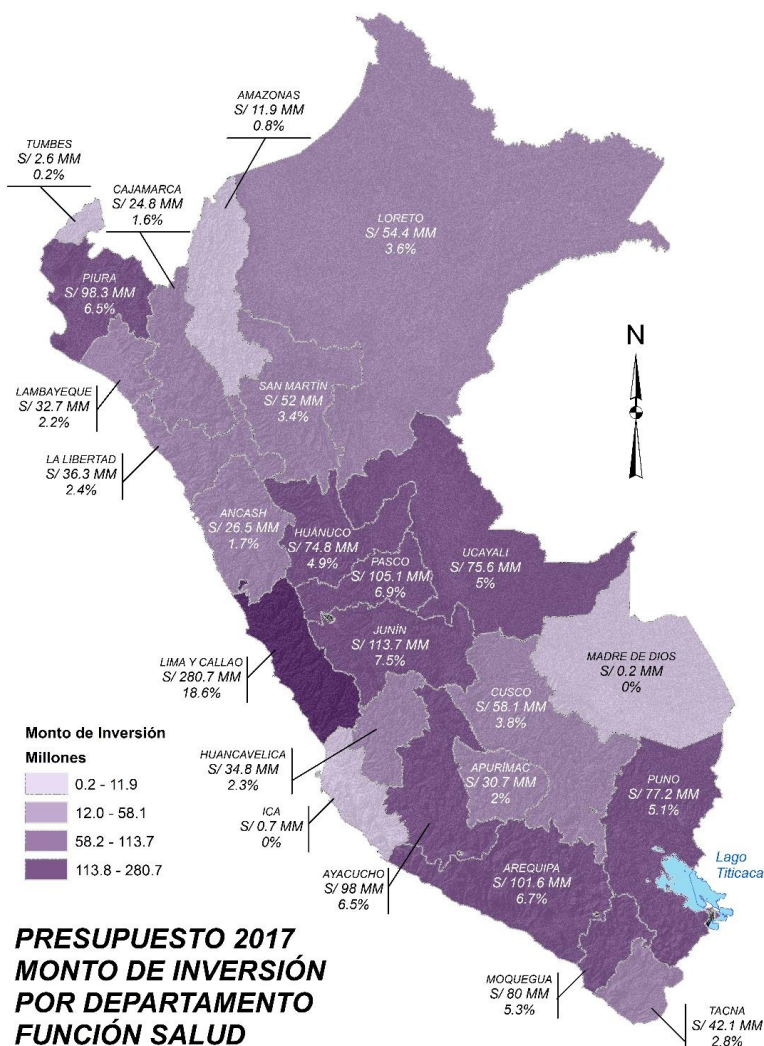 AMAZONAS
S/ 11.9 MM
0.8%
TUMBES
S/ 2.6 MM
0.2%
CAJAMARCA
S/ 24.8 MM
1.6%
LORETO
S/ 54.4 MM
3.6%
PIURA
S/ 98.3 MM
6.5%
N
LAMBAYEQUE
S/ 32.7 MM
2.2%
SAN MARTÍN
S/ 52 MM
3.4%
LA LIBERTAD
S/ 36.3 MM
2.4%
ANCASH
S/ 26.5 MM
1.7%
HUÁNUCO
S/ 74.8 MM
4.9%
PASCO
S/ 105.1 MM
6.9%
UCAYALI
S/ 75.6 MM
5%
JUNÍN
S/ 113.7 MM
7.5%
LIMA Y CALLAO
S/ 280.7 MM
18.6%
MADRE DE DIOS
S/ 0.2 MM
0%
CUSCO
S/ 58.1 MM
3.8%
HUANCAVELICA
S/ 34.8 MM
2.3%
APURÍMAC
S/ 30.7 MM
2%
PUNO
S/ 77.2 MM
5.1%
ICA
S/ 0.7 MM
0%
AYACUCHO
S/ 98 MM
6.5%
AREQUIPA
S/ 101.6 MM
6.7%
Lago
Titicaca
MOQUEGUA
S/ 80 MM
5.3%
TACNA
S/ 42.1 MM
2.8%
Monto de Inversión
Millones
0.2 - 11.9
12.0 - 58.1
58.2 - 113.7
113.8 - 280.7
PRESUPUESTO 2017
MONTO DE INVERSIÓN
POR DEPARTAMENTO
FUNCIÓN SALUD